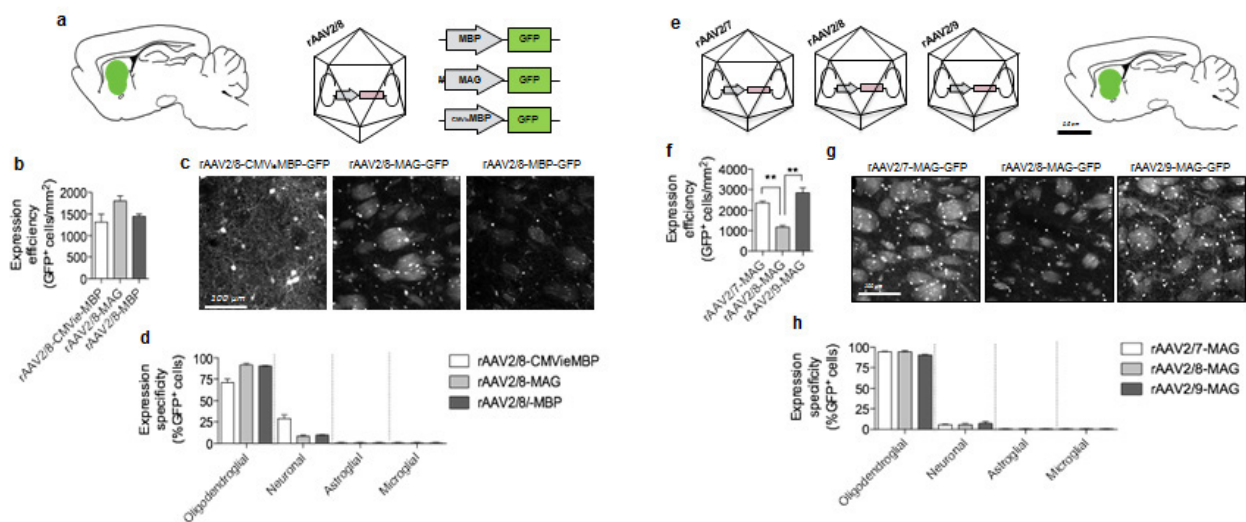 a
rAAV2/8
MBP GFP
MAG GFP
CMVieMBP GFP
b
Expression
efficiency
(GFP+ cells/mm2)
2000
1500
1000
500
0
rAAV2/8-CMVie-MBP
rAAV2/8-MAG
rAAV2/8-MBP
c
rAAV2/8-CMVieMBP-GFP rAAV2/8-MAG-GFP rAAV2/8-MBP-GFP
100 µm
d
Expression
specificity
(%GFP+ cells)
100
75
50
25
0
Oligodendroglial
Neuronal
Astroglial
Microglial
rAAV2/8-CMVieMBP
rAAV2/8-MAG
rAAV2/8/-MBP
e
rAAV2/7
rAAV2/8
rAAV2/9
f
Expression
efficiency
(GFP+ cells/mm2)
4000
3000
2000
1000
0
** **
rAAV2/7-MAG
rAAV2/8-MAG
rAAV2/9-MAG
g
rAAV2/7-MAG-GFP rAAV2/8-MAG-GFP rAAV2/9-MAG-GFP
h
Expression
specificity
(%GFP+ cells)
100
75
50
25
0
Oligodendroglial
Neuronal
Astroglial
Microglial
rAAV2/7-MAG
rAAV2/8-MAG
rAAV2/9-MAG